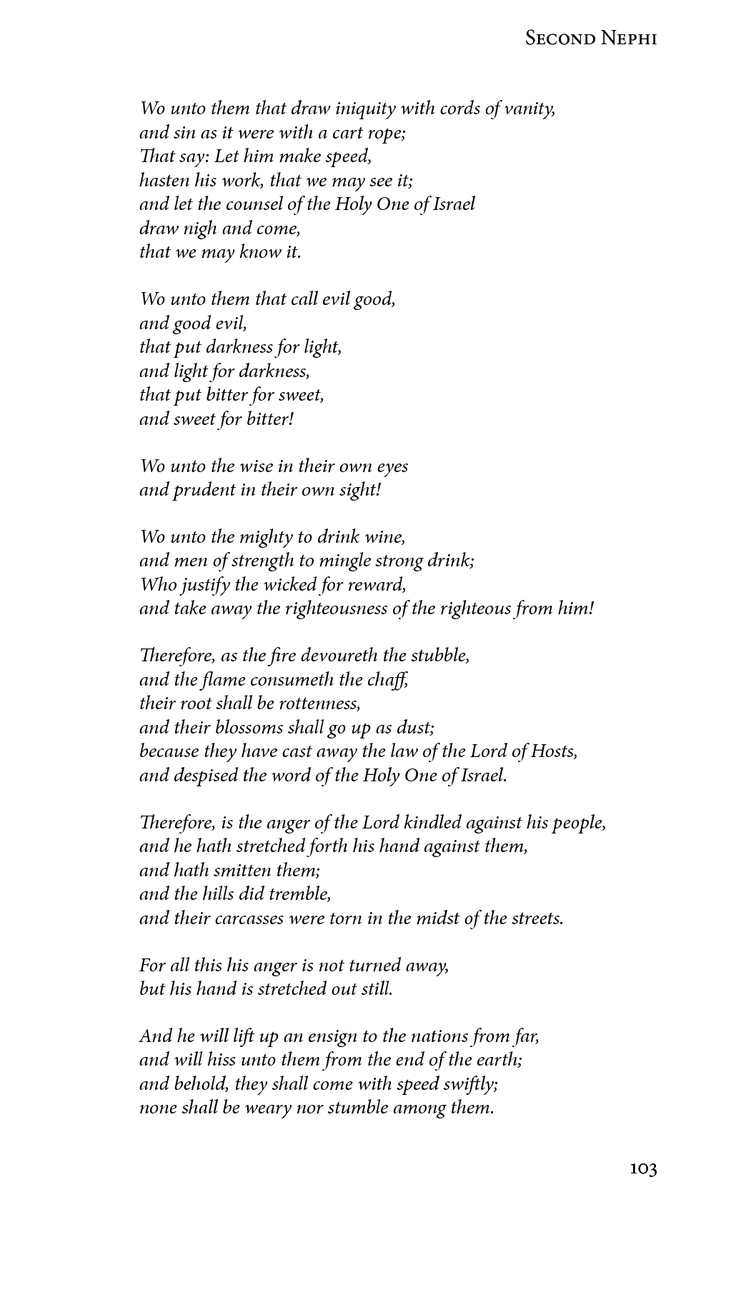 Second Nephi
Wo unto them that draw iniquity with cords of vanity,
and sin as it were with a cart rope;
That say: Let him make speed,
hasten his work, that we may see it;
and let the counsel of the Holy One of Israel
draw nigh and come,
that we may know it.
Wo unto them that call evil good,
and good evil,
that put darkness for light,
and light for darkness,
that put bitter for sweet,
and sweet for bitter!
Wo unto the wise in their own eyes
and prudent in their own sight!
Wo unto the mighty to drink wine,
and men of strength to mingle strong drink;
Who justify the wicked for reward,
and take away the righteousness of the righteous from him!
Therefore, as the fire devoureth the stubble,
and the flame consumeth the chaff,
their root shall be rottenness,
and their blossoms shall go up as dust;
because they have cast away the law of the Lord of Hosts,
and despised the word of the Holy One of Israel.
Therefore, is the anger of the Lord kindled against his people,
and he hath stretched forth his hand against them,
and hath smitten them;
and the hills did tremble,
and their carcasses were torn in the midst of the streets.
For all this his anger is not turned away,
but his hand is stretched out still.
And he will lift up an ensign to the nations from far,
and will hiss unto them from the end of the earth;
and behold, they shall come with speed swiftly;
none shall be weary nor stumble among them.
103